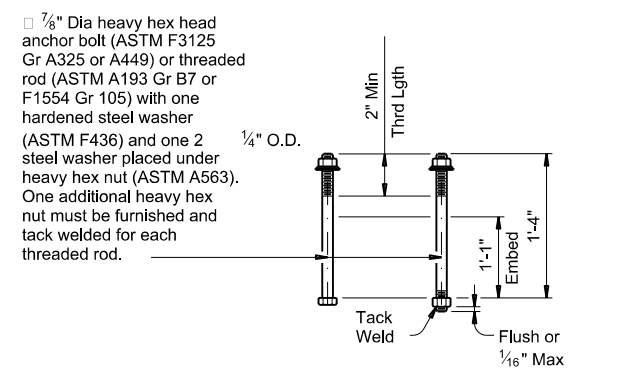 □ 7/8" Dia heavy hex head
anchor bolt (ASTM F3125
Gr A325 or A449) or threaded
rod (ASTM A193 Gr B7 or
F1554 Gr 105) with one
hardened steel washer
(ASTM F436) and one 2 1/4" O.D.
steel washer placed under
heavy hex nut (ASTM A563).
One additional heavy hex
nut must be furnished and
tack welded for each
threaded rod.
2" Min
Thrd Lgth
1'-1"
Embed
1'-4"
Tack
Weld
Flush or
1/16" Max